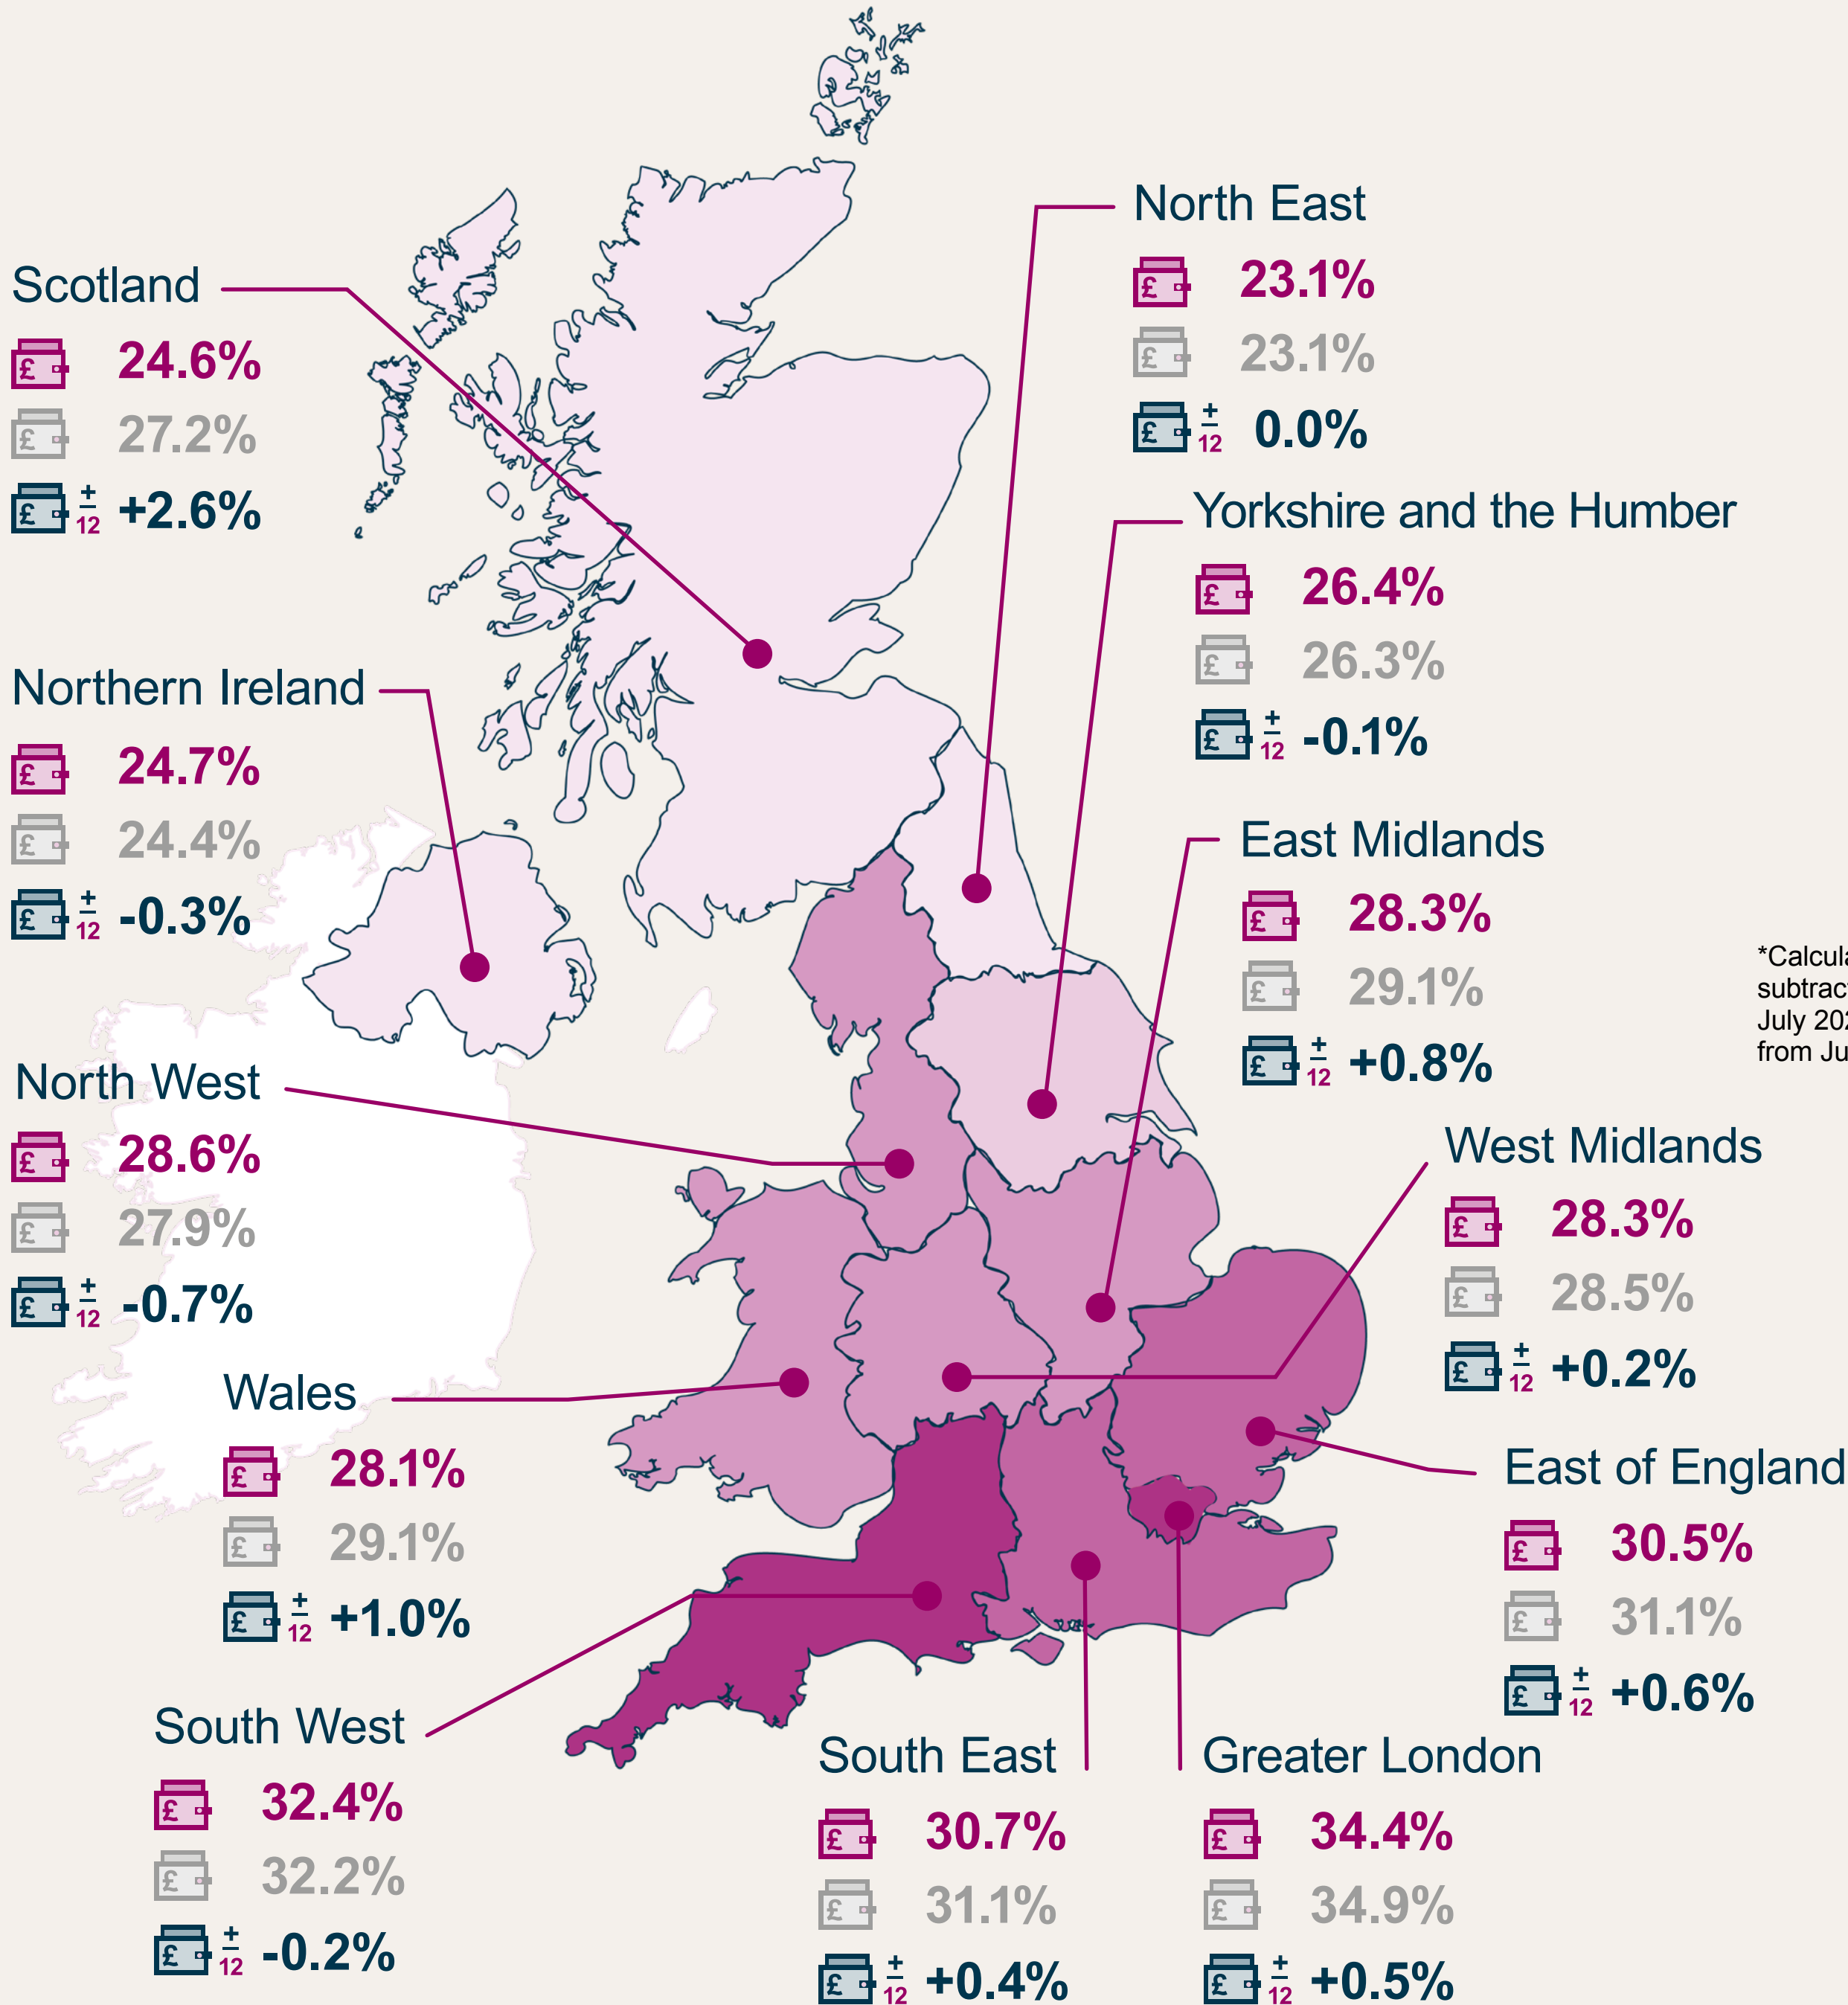 Scotland
£ 24.6%
£ 27.2%
£ ± 12 +2.6%
North East
£ 23.1%
£ 23.1%
£ ± 12 0.0%
Yorkshire and the Humber
£ 26.4%
£ 26.3%
£ ± 12 -0.1%
Northern Ireland
£ 24.7%
£ 24.4%
£ ± 12 -0.3%
East Midlands
£ 28.3%
£ 29.1%
£ ± 12 +0.8%
*Calcula
subtract
July 202
from Ju
North West
£ 28.6%
£ 27.9%
£ ± 12 -0.7%
West Midlands
£ 28.3%
£ 28.5%
£ ± 12 +0.2%
Wales
£ 28.1%
£ 29.1%
£ ± 12 +1.0%
East of England
£ 30.5%
£ 31.1%
£ ± 12 +0.6%
South West
£ 32.4%
£ 32.2%
£ ± 12 -0.2%
South East
£ 30.7%
£ 31.1%
£ ± 12 +0.4%
Greater London
£ 34.4%
£ 34.9%
£ ± 12 +0.5%